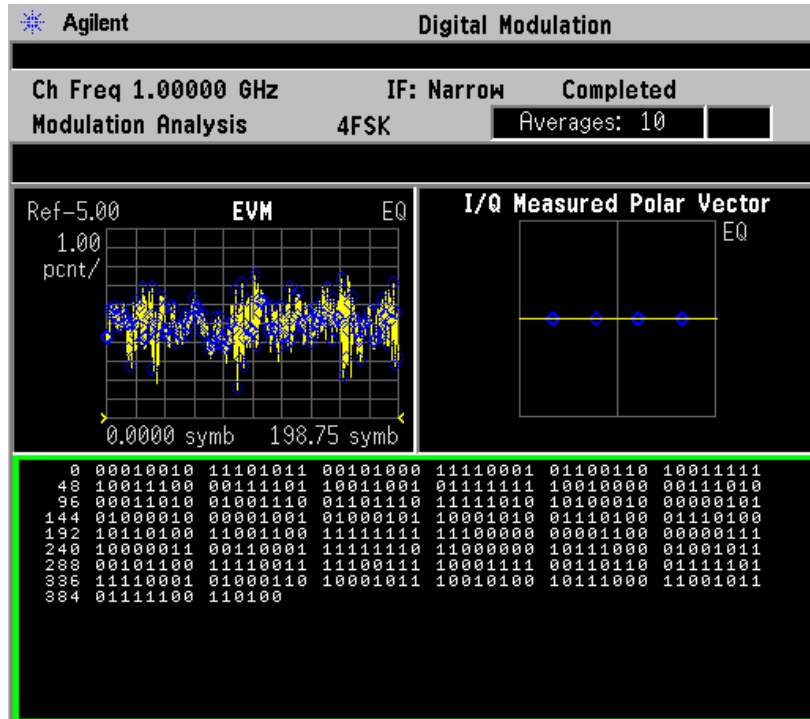 Agilent Digital Modulation
Ch Freq 1.00000 GHz IF: Narrow Completed
Modulation Analysis 4FSK Averages: 10
Ref-5.00 EVM EQ
1.00
pcnt/
0.0000 symb 198.75 symb
I/Q Measured Polar Vector
EQ
0 00010010 11101011 00101000 11110001 01100110 10011111
48 10011100 00111101 10011001 01111111 10010000 00111010
96 00011010 01001110 01101110 11111010 10100010 00000101
144 01000010 00001001 01000101 10001010 01110100 01110100
192 10110100 11001100 11111111 11000000 00001100 00000111
240 10000011 00110001 11111110 11000000 10111000 01001011
288 00101100 11110011 11100111 10001111 00110110 01111101
336 11110001 01000110 10001011 10010100 10111000 11001011
384 01111100 110100